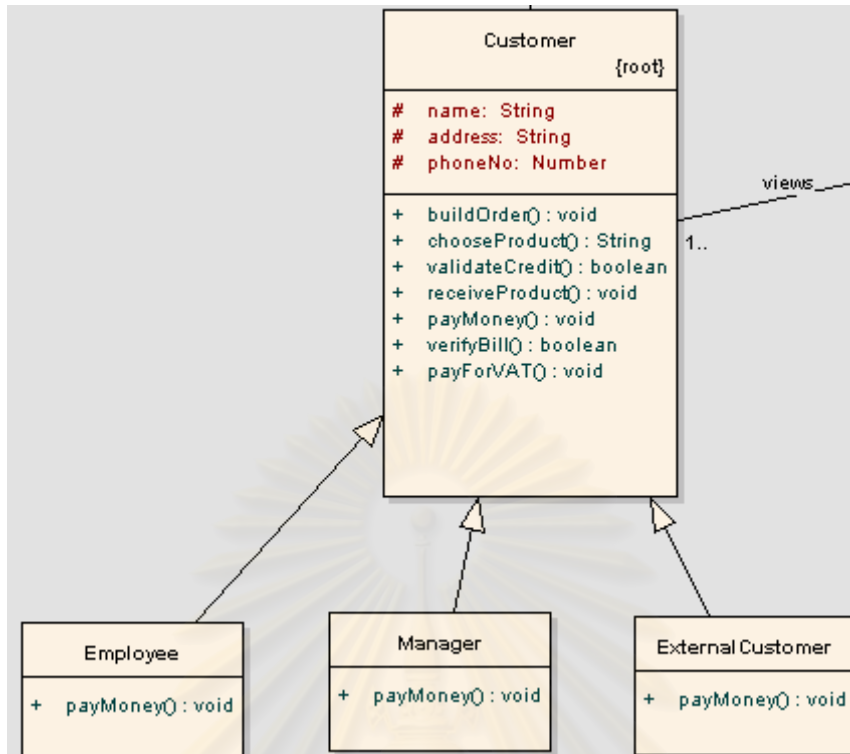 Customer
{root}
# name: String
# address: String
# phoneNo: Number
views
+ buildOrder() : void
1..
+ chooseProduct() : String
+ validateCredit() : boolean
+ receiveProduct() : void
+ payMoney() : void
+ verifyBill() : boolean
+ payForVAT() : void
Employee
+ payMoney() : void
Manager
+ payMoney() : void
ExternalCustomer
+ payMoney() : void